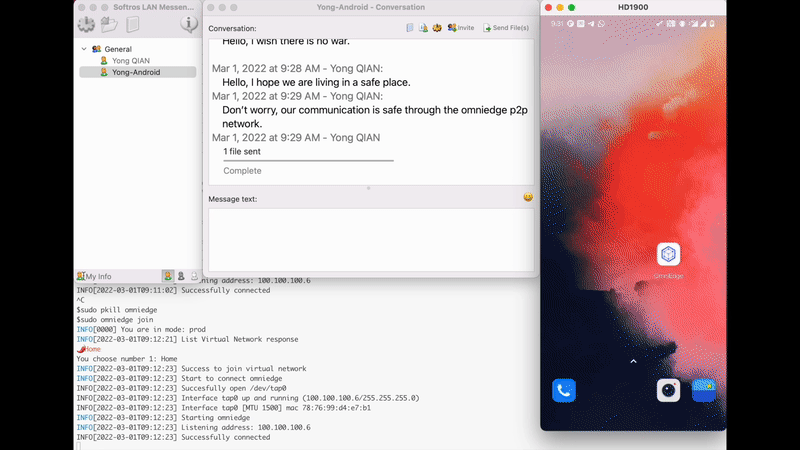 Softros LAN Messen...
General
Yong QIAN
Yong-Android
My Info
Yong-Android - Conversation
Conversation:
Invite
Send File(s)
Hello, I wish there is no war.
Mar 1, 2022 at 9:28 AM - Yong QIAN:
Hello, I hope we are living in a safe place.
Mar 1, 2022 at 9:29 AM - Yong QIAN:
Don't worry, our communication is safe through the omniedge p2p
network.
Mar 1, 2022 at 9:29 AM - Yong QIAN
1 file sent
Complete
Message text:
HD1900
9:31
Omniedge
address: 100.100.100.6
INFO[2022-03-01T09:11:02] Successfully connected
^C
$sudo pkill omniedge
$sudo omniedge join
INFO[0000] You are in mode: prod
INFO[2022-03-01T09:12:21] List Virtual Network response
Home
You choose number 1: Home
INFO[2022-03-01T09:12:23] Success to join virtual network
INFO[2022-03-01T09:12:23] Start to connect omniedge
INFO[2022-03-01T09:12:23] Succesfully open /dev/tap0
INFO[2022-03-01T09:12:23] Interface tap0 up and running (100.100.100.6/255.255.255.0)
INFO[2022-03-01T09:12:23] Interface tap0 [MTU 1500] mac 78:76:99:d4:e7:b1
INFO[2022-03-01T09:12:23] Starting omniedge
INFO[2022-03-01T09:12:23] Listening address: 100.100.100.6
INFO[2022-03-01T09:12:23] Successfully connected